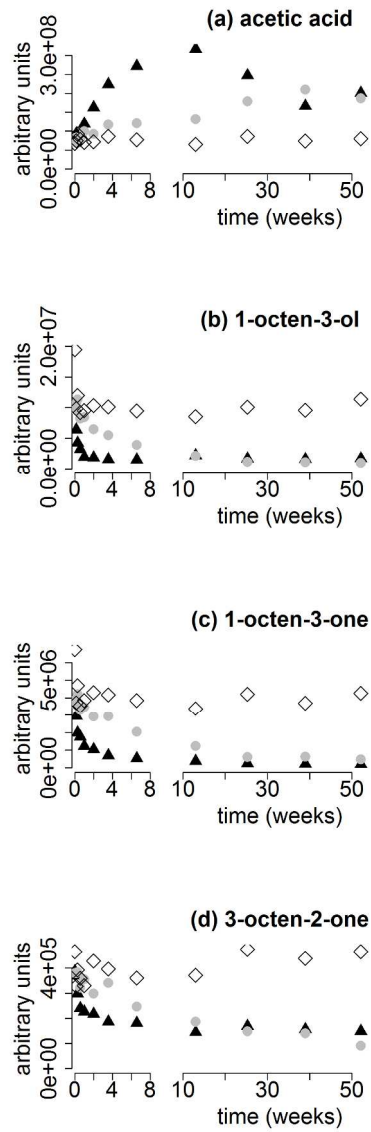 (a) acetic acid
arbitrary units
0.0e+00 3.0e+08
0 4 8 10 30 50
time (weeks)
(b) 1-octen-3-ol
arbitrary units
0.0e+00 2.0e+07
0 4 8 10 30 50
time (weeks)
(c) 1-octen-3-one
arbitrary units
0e+00 5e+06
0 4 8 10 30 50
time (weeks)
(d) 3-octen-2-one
arbitrary units
0e+00 4e+05
0 4 8 10 30 50
time (weeks)